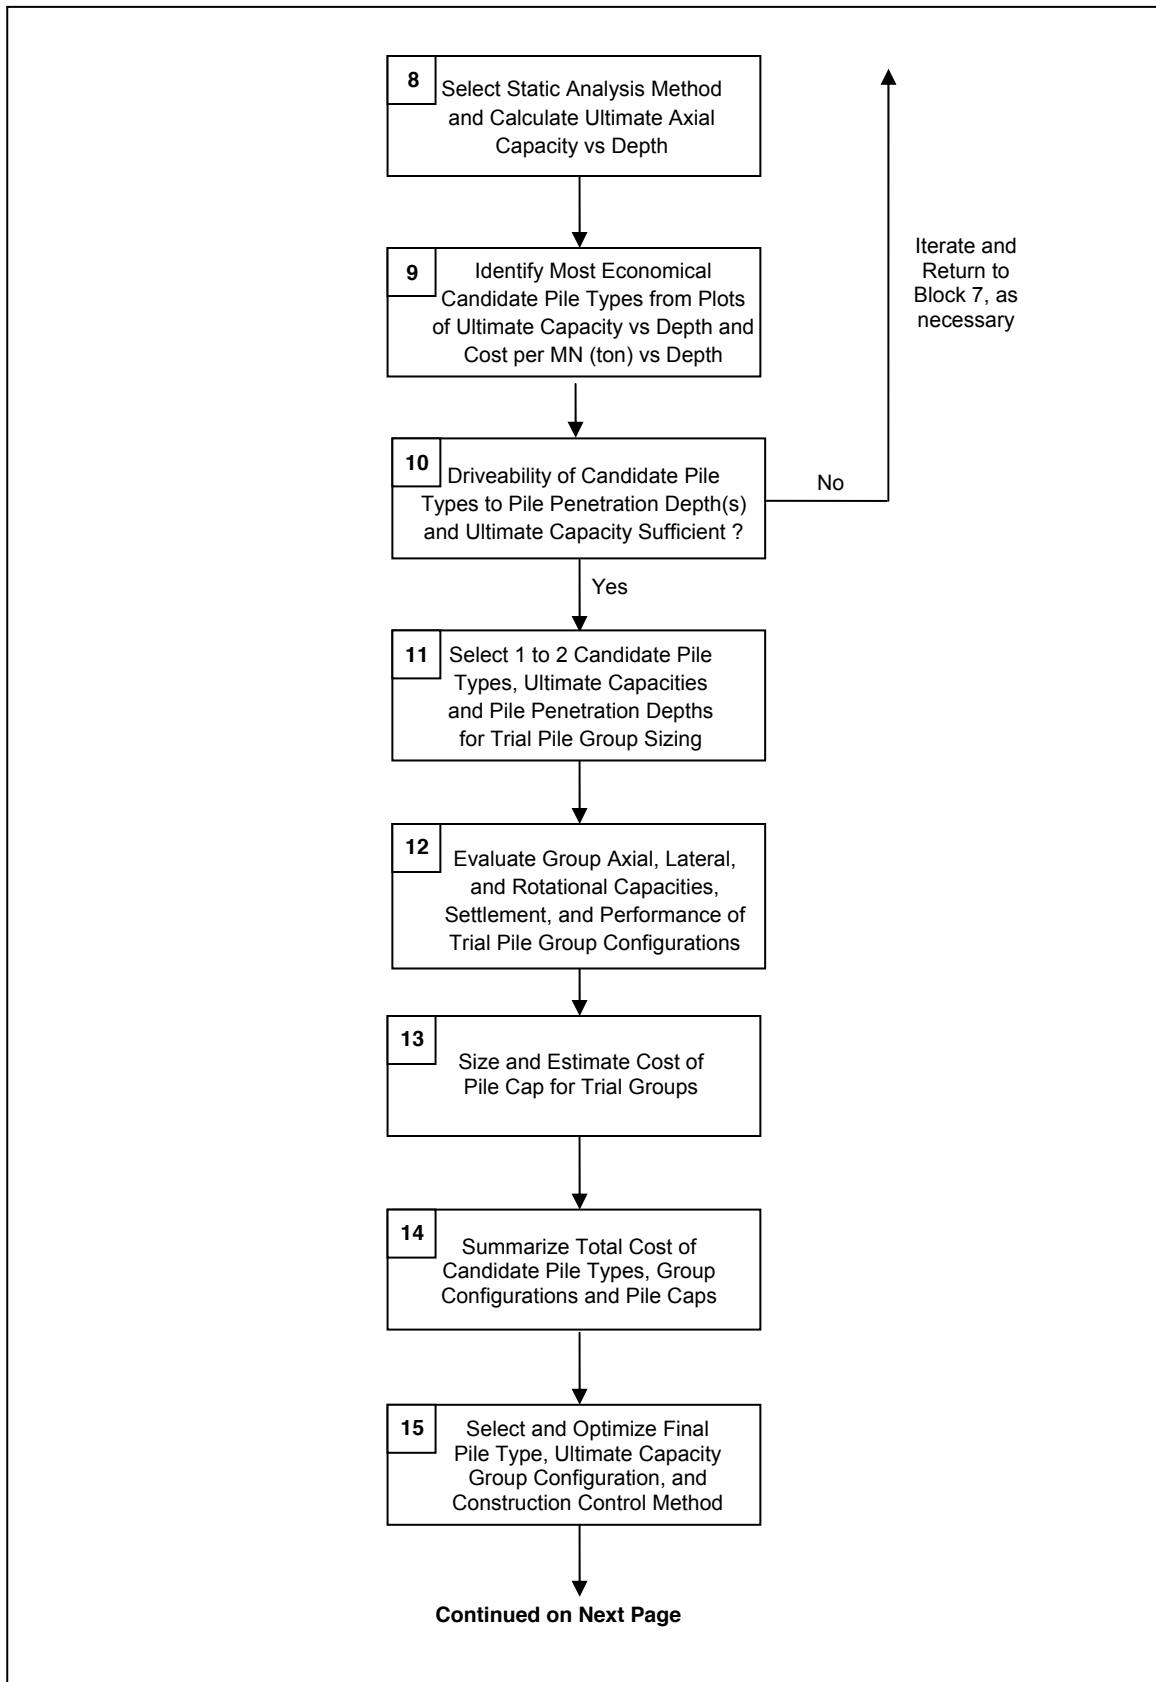 8
Select Static Analysis Method
and Calculate Ultimate Axial
Capacity vs Depth
Iterate and
Return to
Block 7, as
necessary
9
Identify Most Economical
Candidate Pile Types from Plots
of Ultimate Capacity vs Depth and
Cost per MN (ton) vs Depth
10
Driveability of Candidate Pile
Types to Pile Penetration Depth(s)
and Ultimate Capacity Sufficient ?
No
Yes
11
Select 1 to 2 Candidate Pile
Types, Ultimate Capacities
and Pile Penetration Depths
for Trial Pile Group Sizing
12
Evaluate Group Axial, Lateral,
and Rotational Capacities,
Settlement, and Performance of
Trial Pile Group Configurations
13
Size and Estimate Cost of
Pile Cap for Trial Groups
14
Summarize Total Cost of
Candidate Pile Types, Group
Configurations and Pile Caps
15
Select and Optimize Final
Pile Type, Ultimate Capacity
Group Configuration, and
Construction Control Method
Continued on Next Page